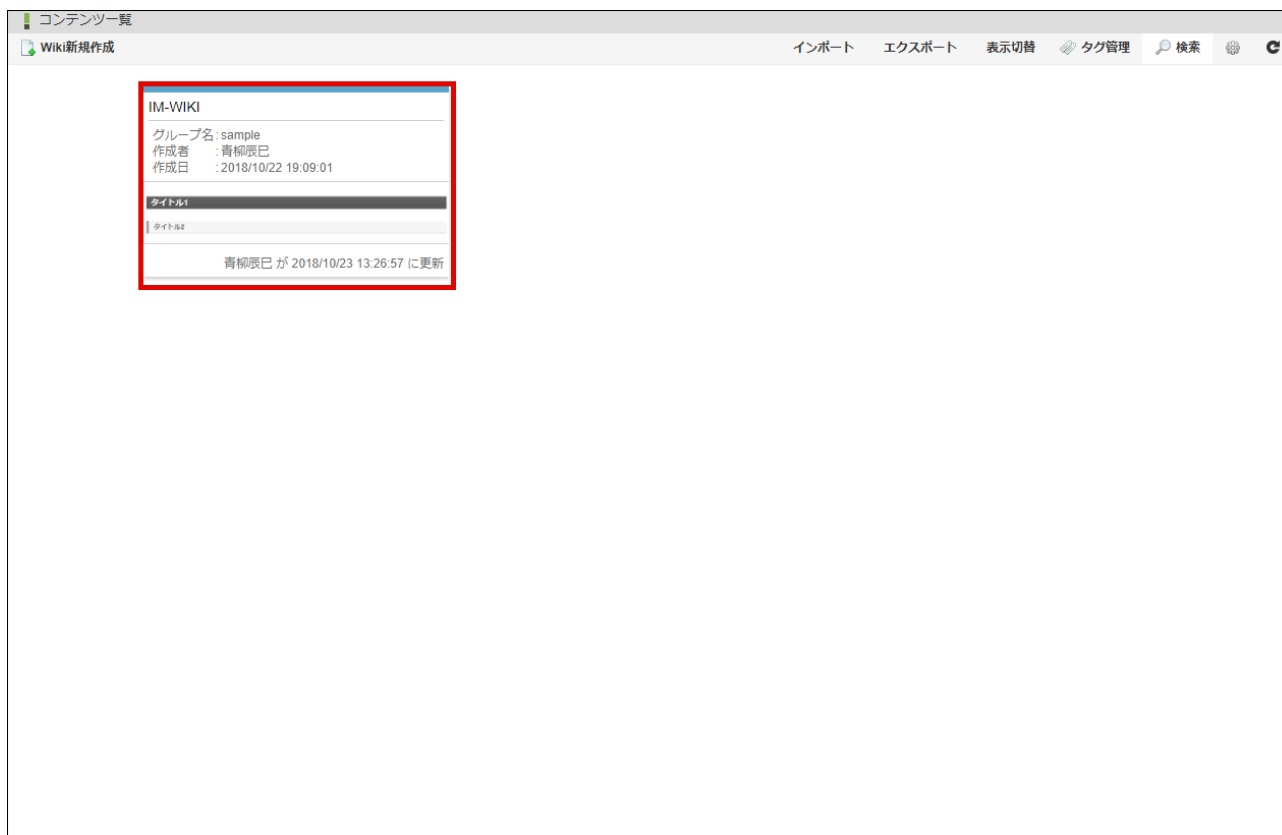 コンテンツ一覧
Wiki新規作成 インポート エクスポート 表示切替 タグ管理 検索
IM-WIKI
グループ名 : sample
作成者 : 青柳辰巳
作成日 : 2018/10/22 19:09:01
タイトル1
タイトル2
青柳辰巳 が 2018/10/23 13:26:57 に更新